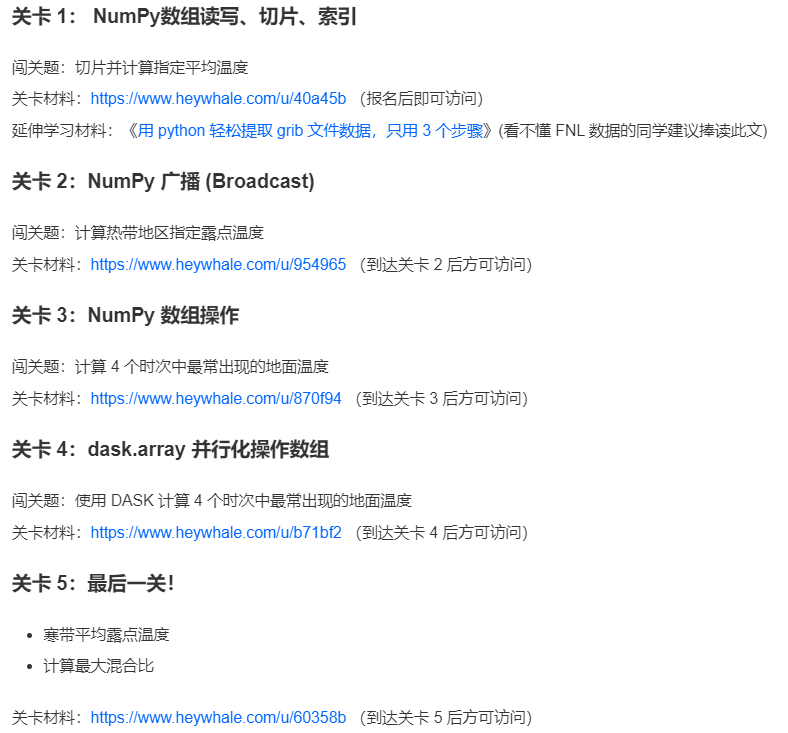 关卡 1： NumPy数组读写、切片、索引
闯关题：切片并计算指定平均温度
关卡材料：https://www.heywhale.com/u/40a45b （报名后即可访问）
延伸学习材料：《用 python 轻松提取 grib 文件数据，只用 3 个步骤》(看不懂 FNL 数据的同学建议捧读此文)
关卡 2：NumPy 广播 (Broadcast)
闯关题：计算热带地区指定露点温度
关卡材料：https://www.heywhale.com/u/954965 （到达关卡 2 后方可访问）
关卡 3：NumPy 数组操作
闯关题：计算 4 个时次中最常出现的地面温度
关卡材料：https://www.heywhale.com/u/870f94 （到达关卡 3 后方可访问）
关卡 4：dask.array 并行化操作数组
闯关题：使用 DASK 计算 4 个时次中最常出现的地面温度
关卡材料：https://www.heywhale.com/u/b71bf2 （到达关卡 4 后方可访问）
关卡 5：最后一关！
• 寒带平均露点温度
• 计算最大混合比
关卡材料：https://www.heywhale.com/u/60358b （到达关卡 5 后方可访问）